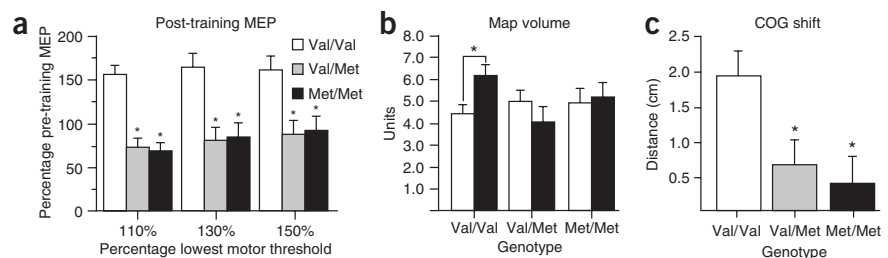 a
Post-training MEP
Percentage pre-training MEP
200
150
100
50
0
Val/Val
Val/Met
Met/Met
* * * * * *
110% 130% 150%
Percentage lowest motor threshold
b
Map volume
Units
8.0
7.0
6.0
5.0
4.0
3.0
2.0
1.0
*
Val/Val Val/Met Met/Met
Genotype
c
COG shift
Distance (cm)
2.5
2.0
1.5
1.0
0.5
* *
Val/Val Val/Met Met/Met
Genotype